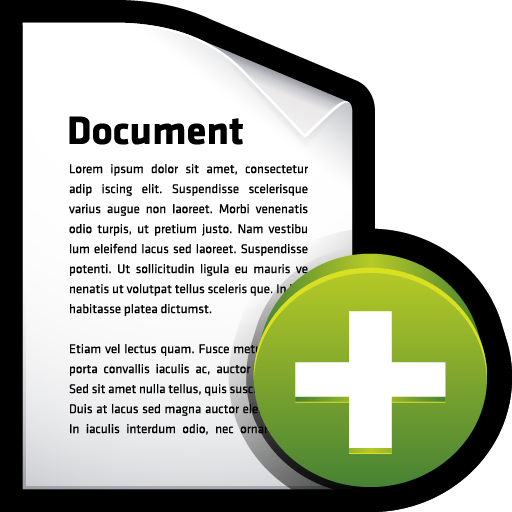 Document
Lorem ipsum dolor sit amet, consectetur
adip iscing elit. Suspendisse scelerisque
varius augue non laoreet. Morbi venenatis
odio turpis, ut pretium justo. Nam vestibu
lum eleifend lacus sed laoreet. Suspendisse
potenti. Ut sollicitudin ligula eu mauris ve
nenatis ut volutpat tellus sceleris que. In
habitasse platea dictumst.
Etiam vel lectus quam. Fusce
porta convallis iaculis ac, auctor
Sed sit amet nulla tellus, quis
Duis at lacus sed magna auctor
In iaculis interdum odio, nec